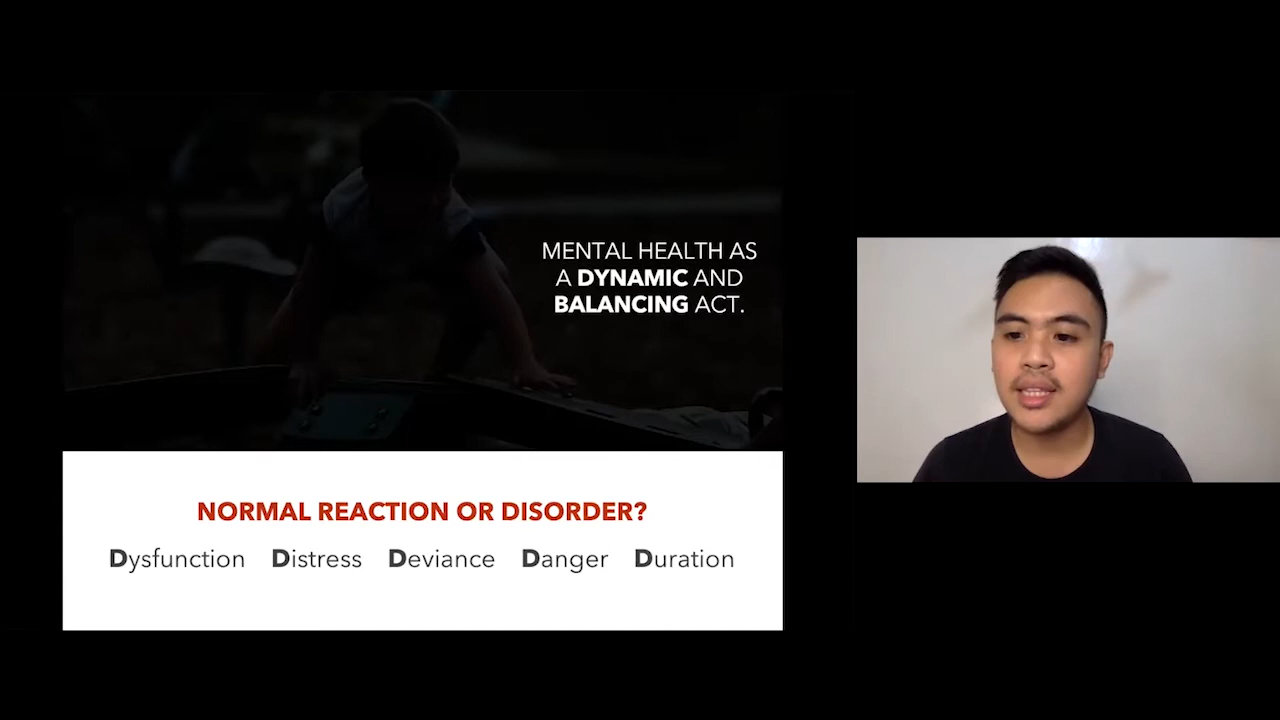 MENTAL HEALTH AS
A DYNAMIC AND
BALANCING ACT.
NORMAL REACTION OR DISORDER?
Dysfunction Distress Deviance Danger Duration